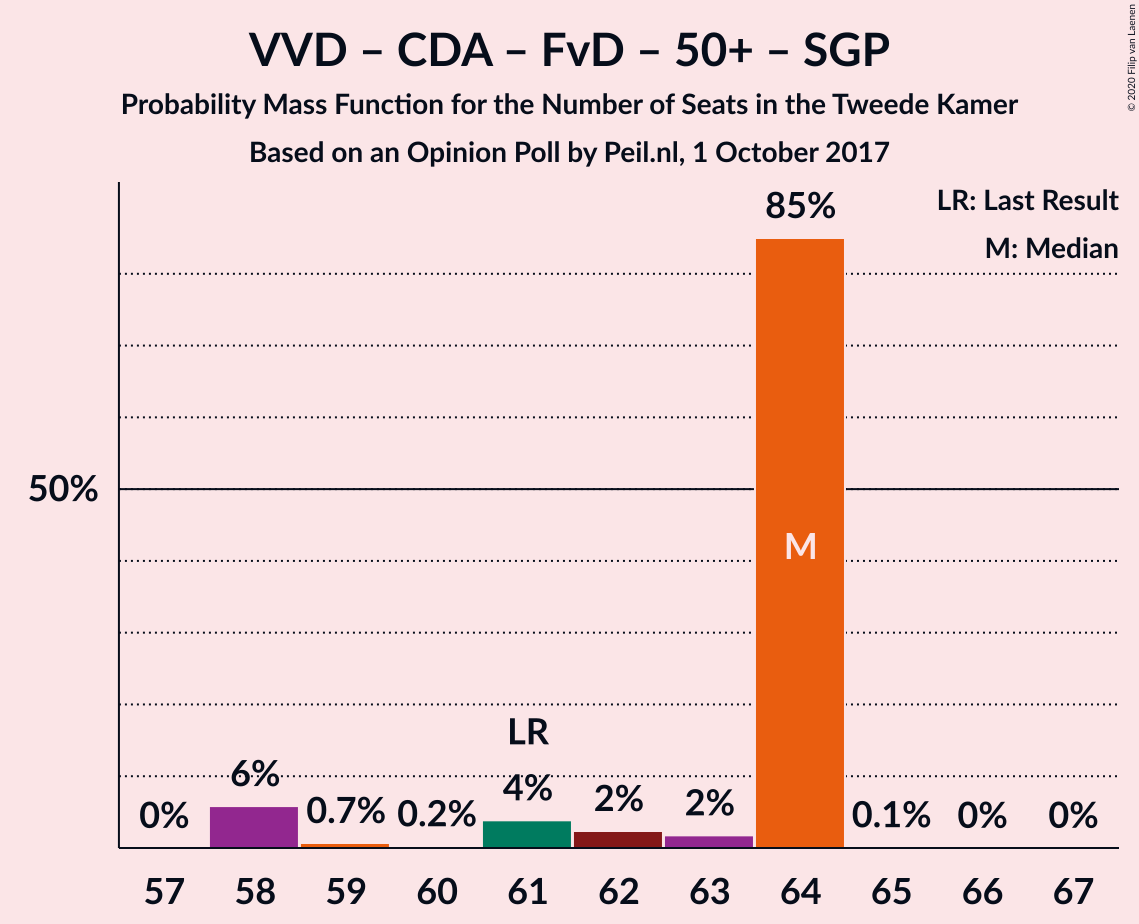 VVD – CDA – FvD – 50+ – SGP
Probability Mass Function for the Number of Seats in the Tweede Kamer
Based on an Opinion Poll by Peil.nl, 1 October 2017
© 2020 Filip van Laenen
LR: Last Result
M: Median
85%
50%
M
LR
0% 6% 0.7% 0.2% 4% 2% 2% 0.1% 0% 0%
57 58 59 60 61 62 63 64 65 66 67